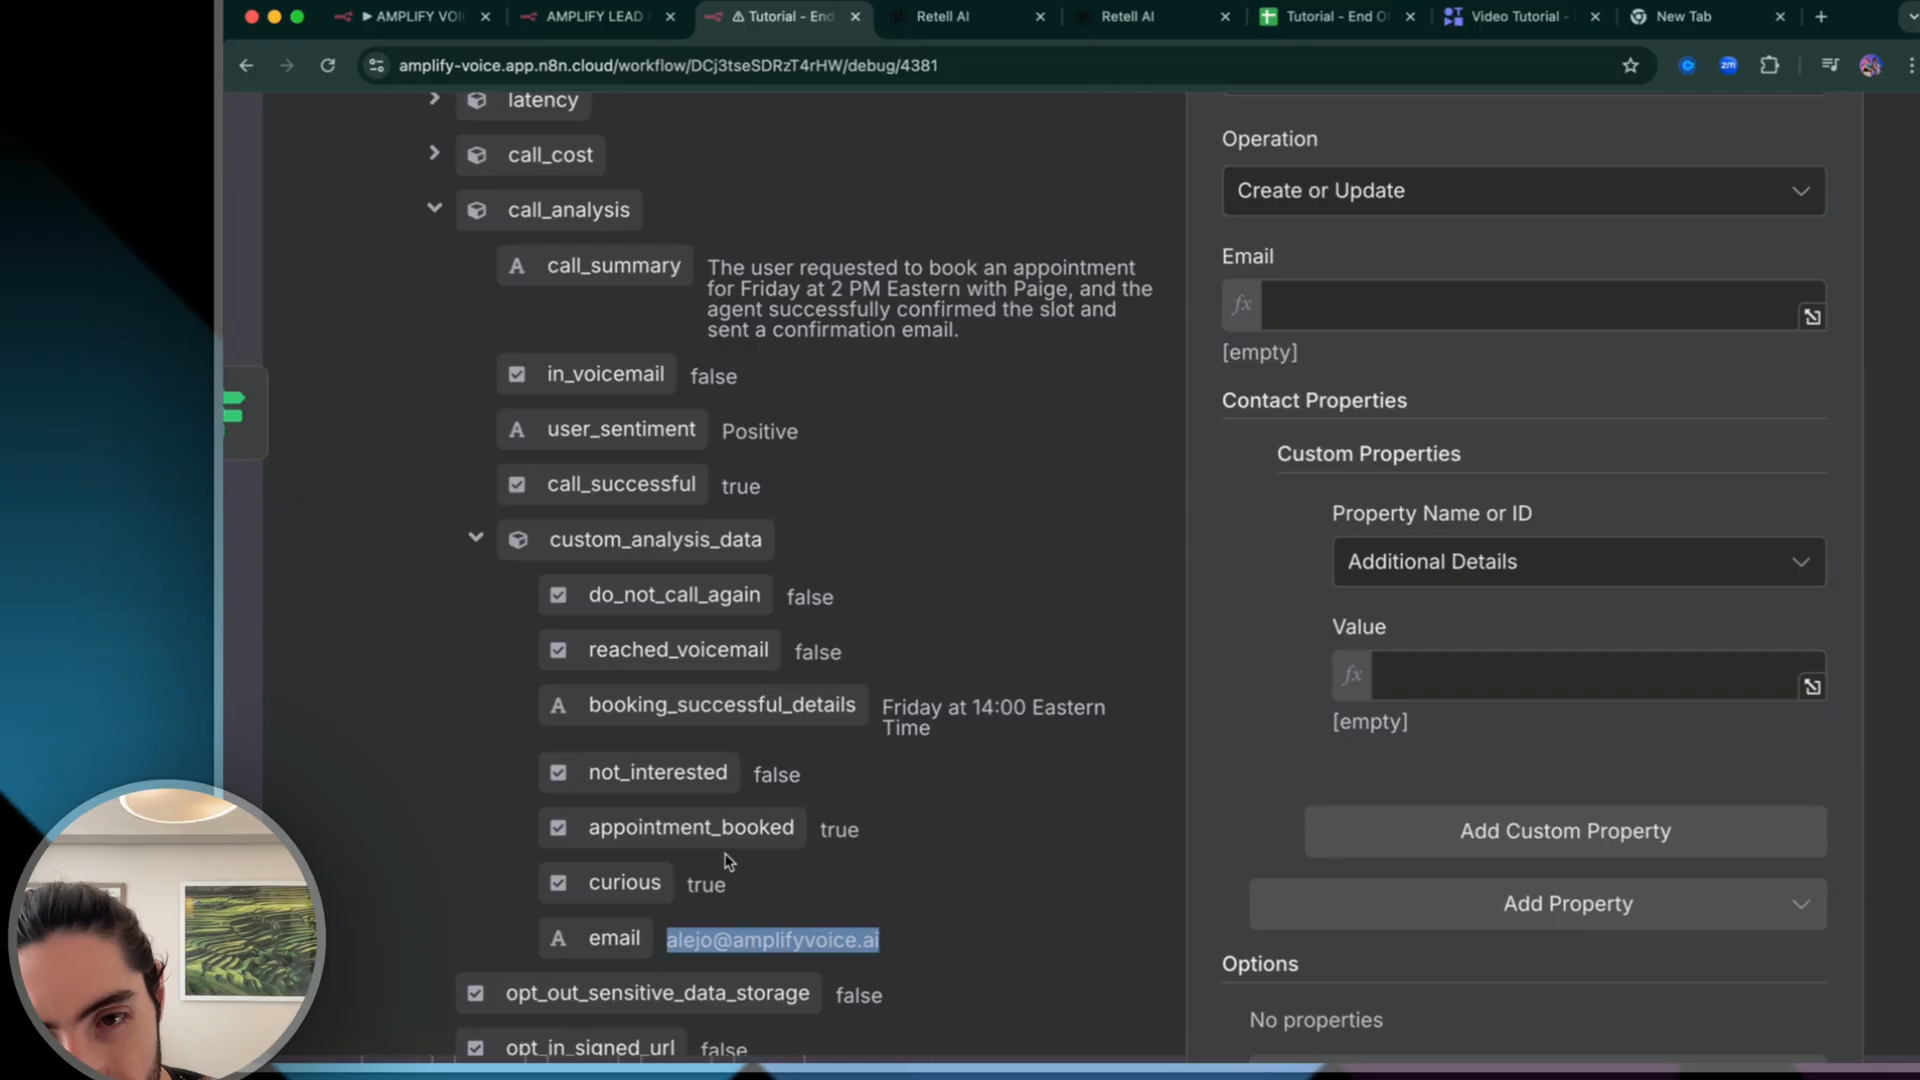 ▶ AMPLIFY VOI
AMPLIFY LEAD
⚠ Tutorial - End
Retell AI
Retell AI
Tutorial - End O
Video Tutorial -
New Tab
amplify-voice.app.n8n.cloud/workflow/DCj3tseSDRzT4rHW/debug/4381
zm
latency
call_cost
call_analysis
A call_summary
The user requested to book an appointment
for Friday at 2 PM Eastern with Paige, and the
agent successfully confirmed the slot and
sent a confirmation email.
in_voicemail false
A user_sentiment Positive
call_successful true
custom_analysis_data
do_not_call_again false
reached_voicemail false
A booking_successful_details Friday at 14:00 Eastern
Time
not_interested false
appointment_booked true
curious true
A email alejo@amplifyvoice.ai
opt_out_sensitive_data_storage false
opt_in_signed_url false
Operation
Create or Update
Email
fx
[empty]
Contact Properties
Custom Properties
Property Name or ID
Additional Details
Value
fx
[empty]
Add Custom Property
Add Property
Options
No properties